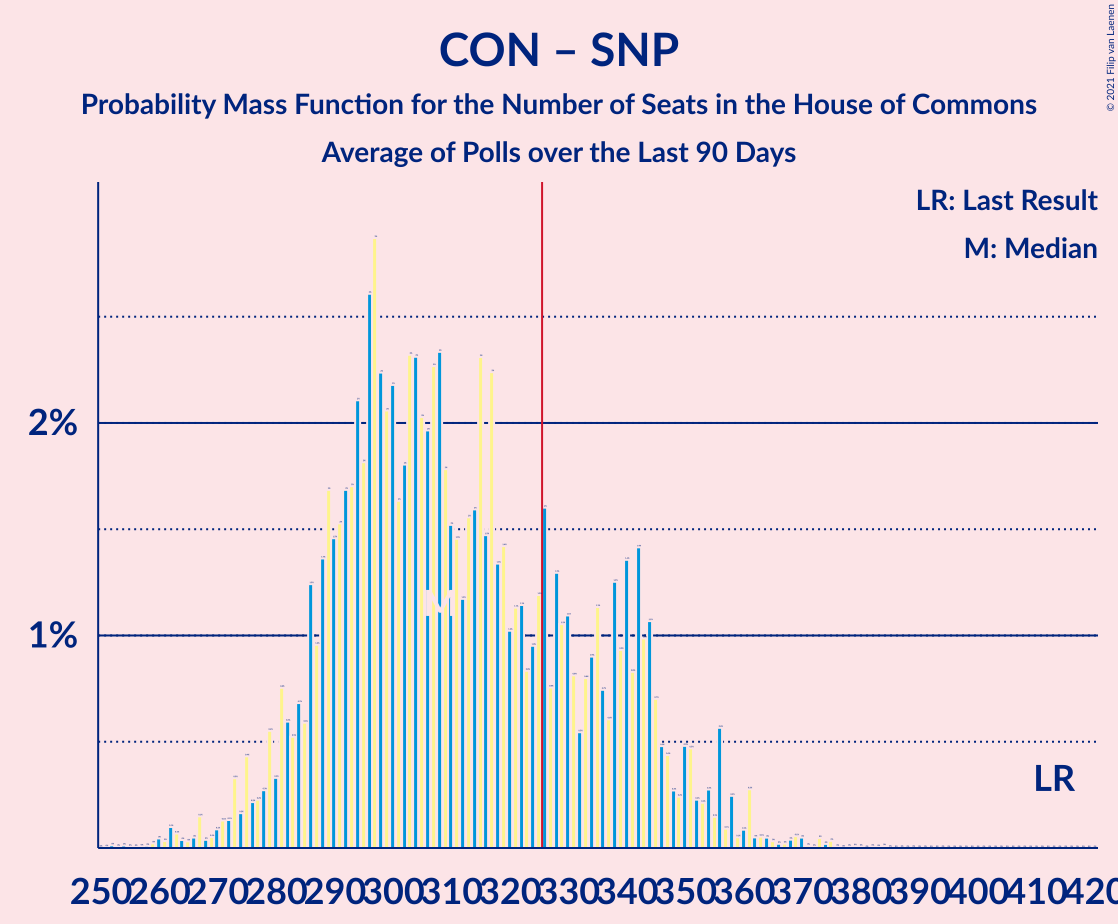 CON – SNP
Probability Mass Function for the Number of Seats in the House of Commons
Average of Polls over the Last 90 Days
© 2021 Filip van Laenen
LR: Last Result
M: Median
2%
1%
M
LR
250 260 270 280 290 300 310 320 330 340 350 360 370 380 390 400 410 420